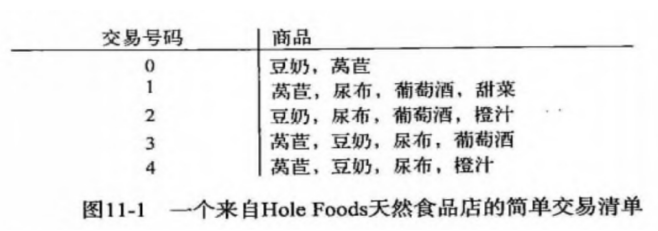 交易号码 商品
0 豆奶，莴苣
1 莴苣，尿布，葡萄酒，甜菜
2 豆奶，尿布，葡萄酒，橙汁
3 莴苣，豆奶，尿布，葡萄酒
4 莴苣，豆奶，尿布，橙汁
图11-1 一个来自Hole Foods天然食品店的简单交易清单